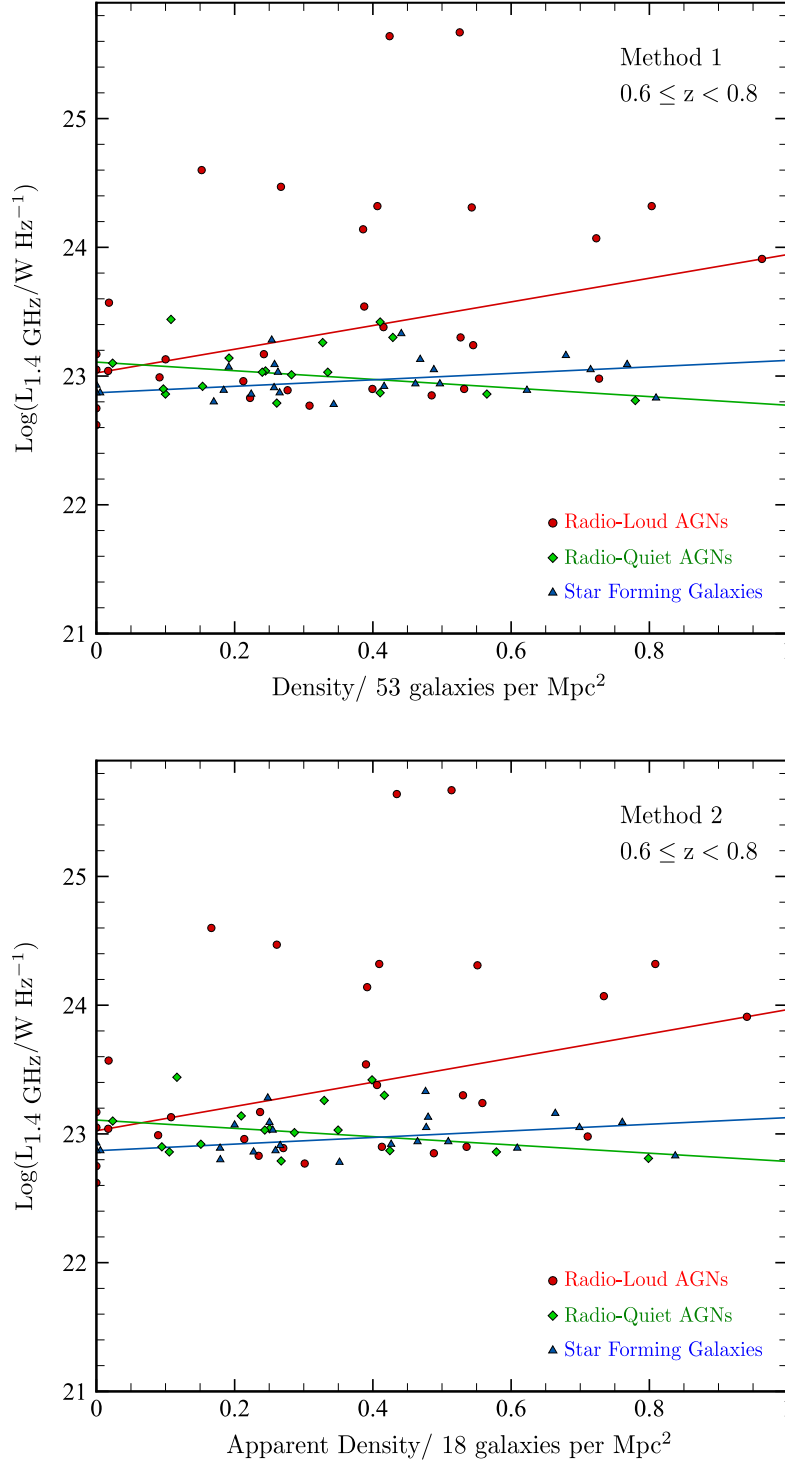 Method 1
0.6 ≤ z < 0.8
25
24
23
22
21
Log(L₁.₄ GHz/W Hz⁻¹)
Radio-Loud AGNs
Radio-Quiet AGNs
Star Forming Galaxies
0 0.2 0.4 0.6 0.8 1
Density/ 53 galaxies per Mpc²
Method 2
0.6 ≤ z < 0.8
25
24
23
22
21
Log(L₁.₄ GHz/W Hz⁻¹)
Radio-Loud AGNs
Radio-Quiet AGNs
Star Forming Galaxies
0 0.2 0.4 0.6 0.8 1
Apparent Density/ 18 galaxies per Mpc²